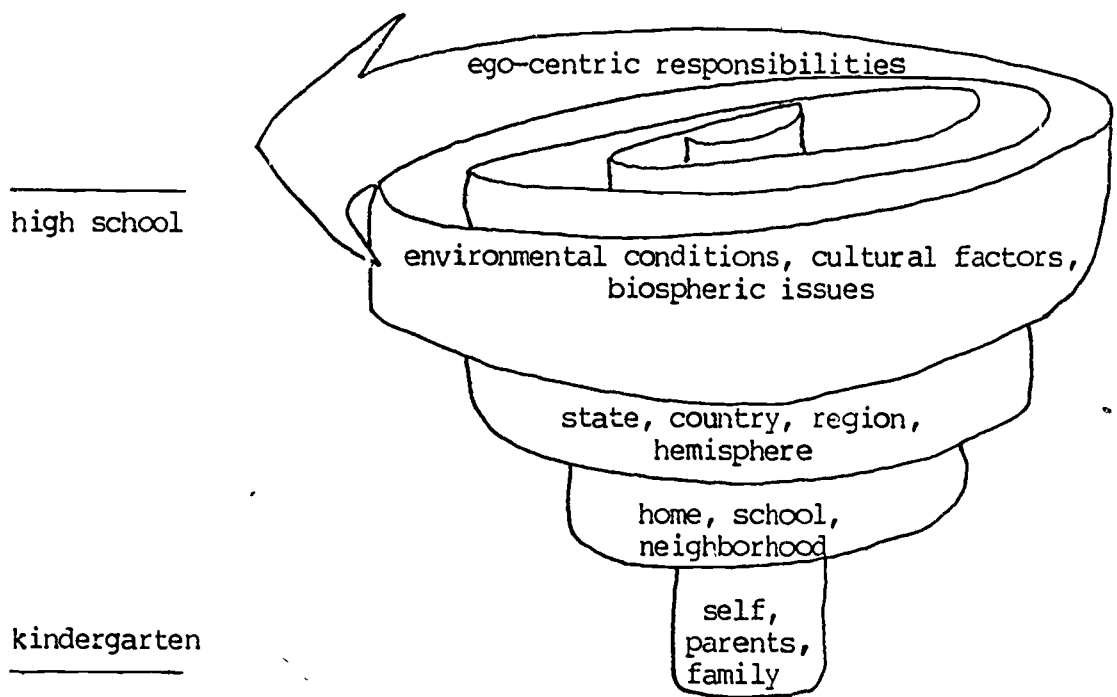 ego-centric responsibilities
high school
environmental conditions, cultural factors,
biospheric issues
state, country, region,
hemisphere
home, school,
neighborhood
self,
parents,
family
kindergarten